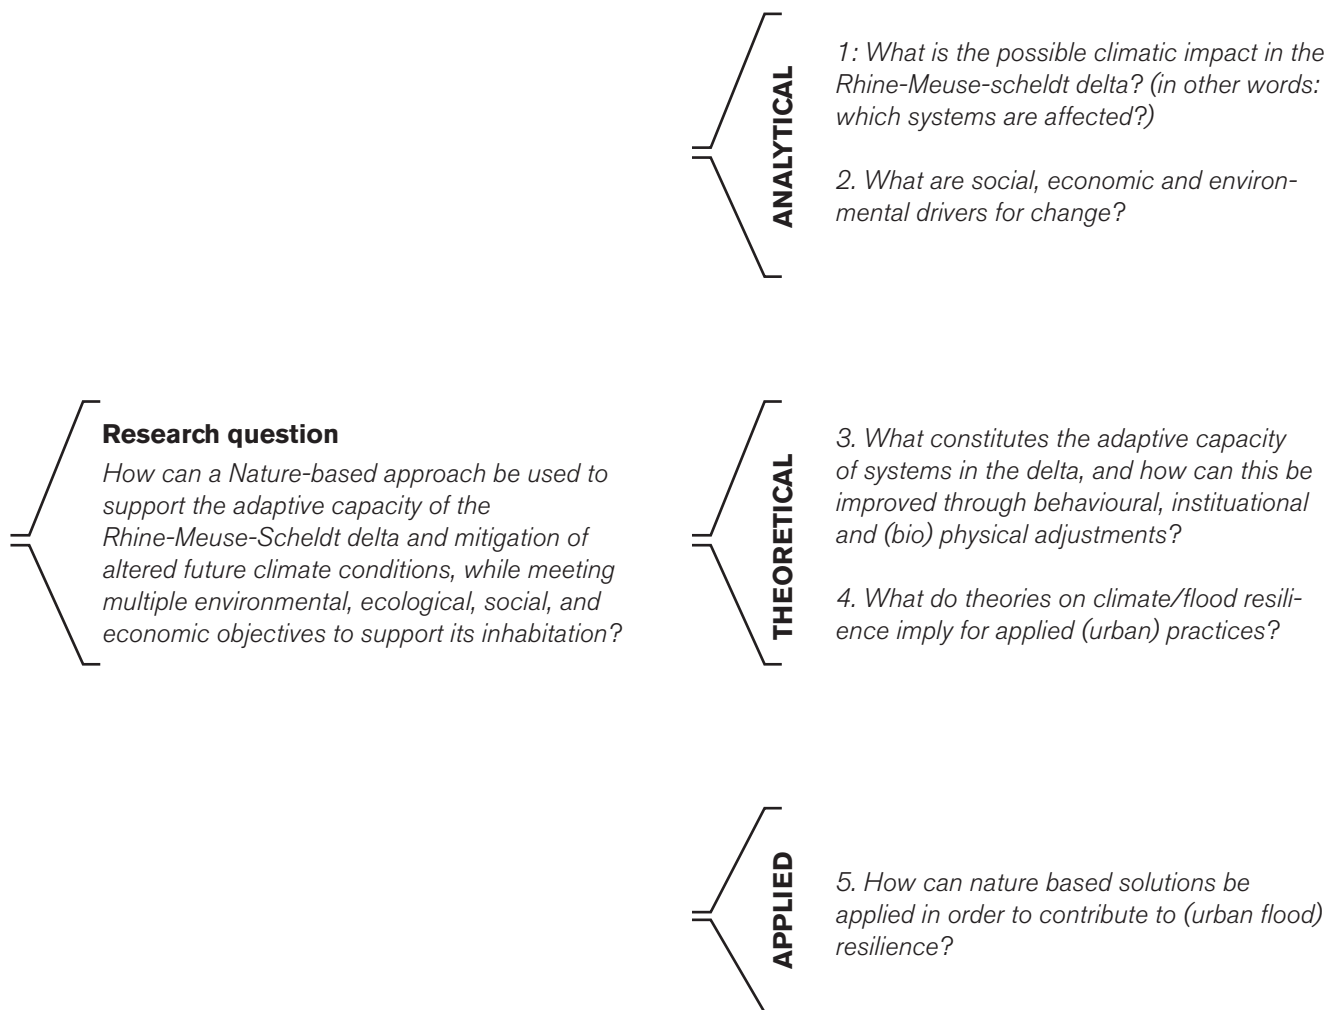 Research question
How can a Nature-based approach be used to
support the adaptive capacity of the
Rhine-Meuse-Scheldt delta and mitigation of
altered future climate conditions, while meeting
multiple environmental, ecological, social, and
economic objectives to support its inhabitation?
ANALYTICAL
1: What is the possible climatic impact in the
Rhine-Meuse-scheldt delta? (in other words:
which systems are affected?)
2. What are social, economic and environ-
mental drivers for change?
THEORETICAL
3. What constitutes the adaptive capacity
of systems in the delta, and how can this be
improved through behavioural, instituational
and (bio) physical adjustments?
4. What do theories on climate/flood resili-
ence imply for applied (urban) practices?
APPLIED
5. How can nature based solutions be
applied in order to contribute to (urban flood)
resilience?